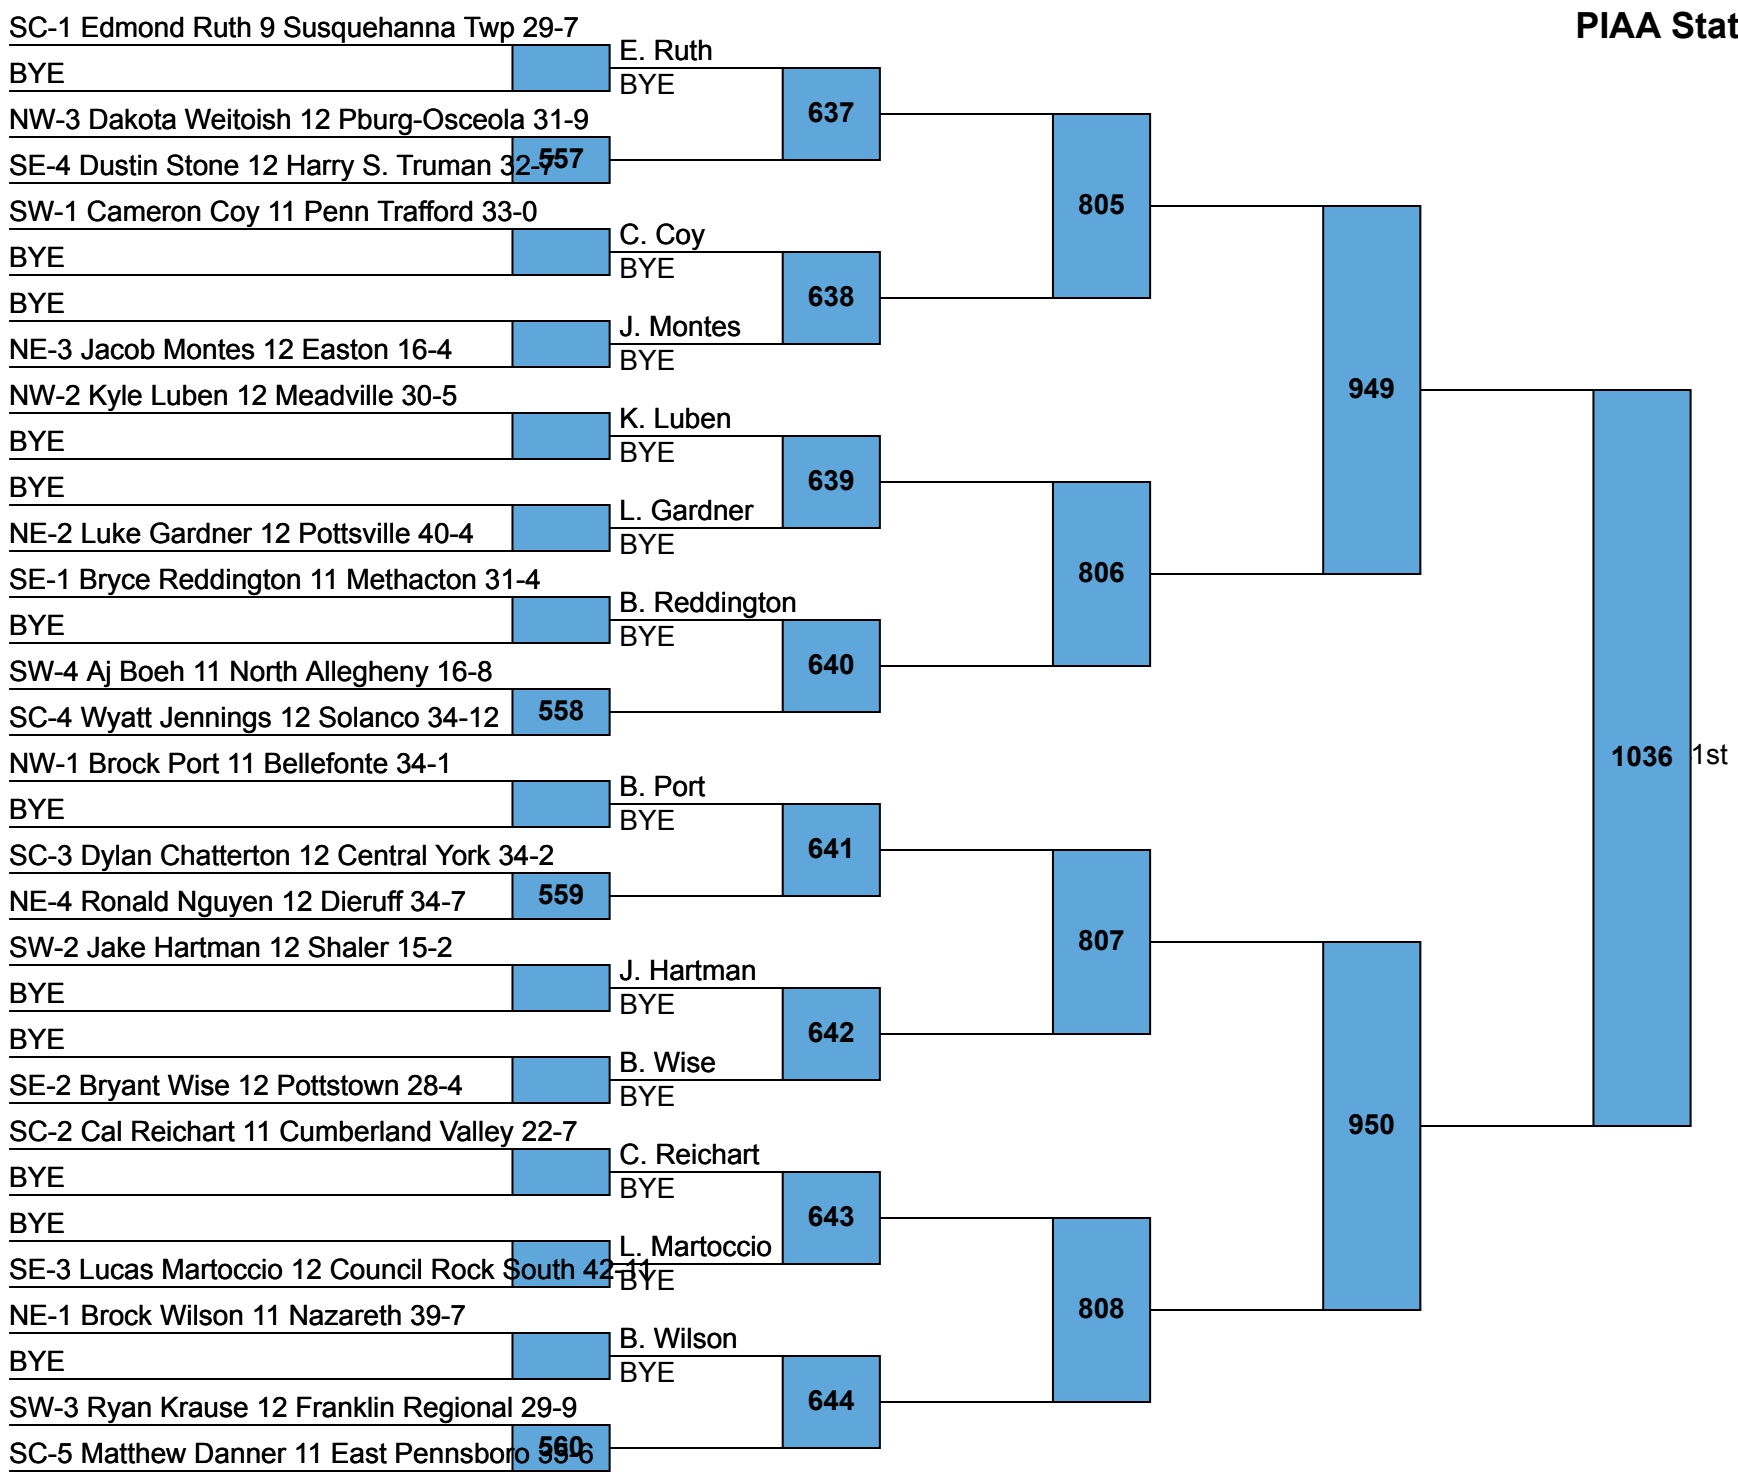 PIAA Stat
SC-1 Edmond Ruth 9 Susquehanna Twp 29-7
E. Ruth
BYE
BYE
637
NW-3 Dakota Weitoish 12 Pburg-Osceola 31-9
557
SE-4 Dustin Stone 12 Harry S. Truman 32-7
805
SW-1 Cameron Coy 11 Penn Trafford 33-0
C. Coy
BYE
BYE
638
BYE
J. Montes
NE-3 Jacob Montes 12 Easton 16-4
BYE
949
NW-2 Kyle Luben 12 Meadville 30-5
K. Luben
BYE
BYE
639
BYE
L. Gardner
NE-2 Luke Gardner 12 Pottsville 40-4
BYE
806
SE-1 Bryce Reddington 11 Methacton 31-4
B. Reddington
BYE
BYE
640
SW-4 Aj Boeh 11 North Allegheny 16-8
558
SC-4 Wyatt Jennings 12 Solanco 34-12
1036
1st
NW-1 Brock Port 11 Bellefonte 34-1
B. Port
BYE
BYE
641
SC-3 Dylan Chatterton 12 Central York 34-2
559
NE-4 Ronald Nguyen 12 Dieruff 34-7
807
SW-2 Jake Hartman 12 Shaler 15-2
J. Hartman
BYE
BYE
642
BYE
B. Wise
SE-2 Bryant Wise 12 Pottstown 28-4
BYE
950
SC-2 Cal Reichart 11 Cumberland Valley 22-7
C. Reichart
BYE
BYE
643
BYE
L. Martoccio
SE-3 Lucas Martoccio 12 Council Rock South 42-11
BYE
808
NE-1 Brock Wilson 11 Nazareth 39-7
B. Wilson
BYE
BYE
644
SW-3 Ryan Krause 12 Franklin Regional 29-9
560
SC-5 Matthew Danner 11 East Pennsboro